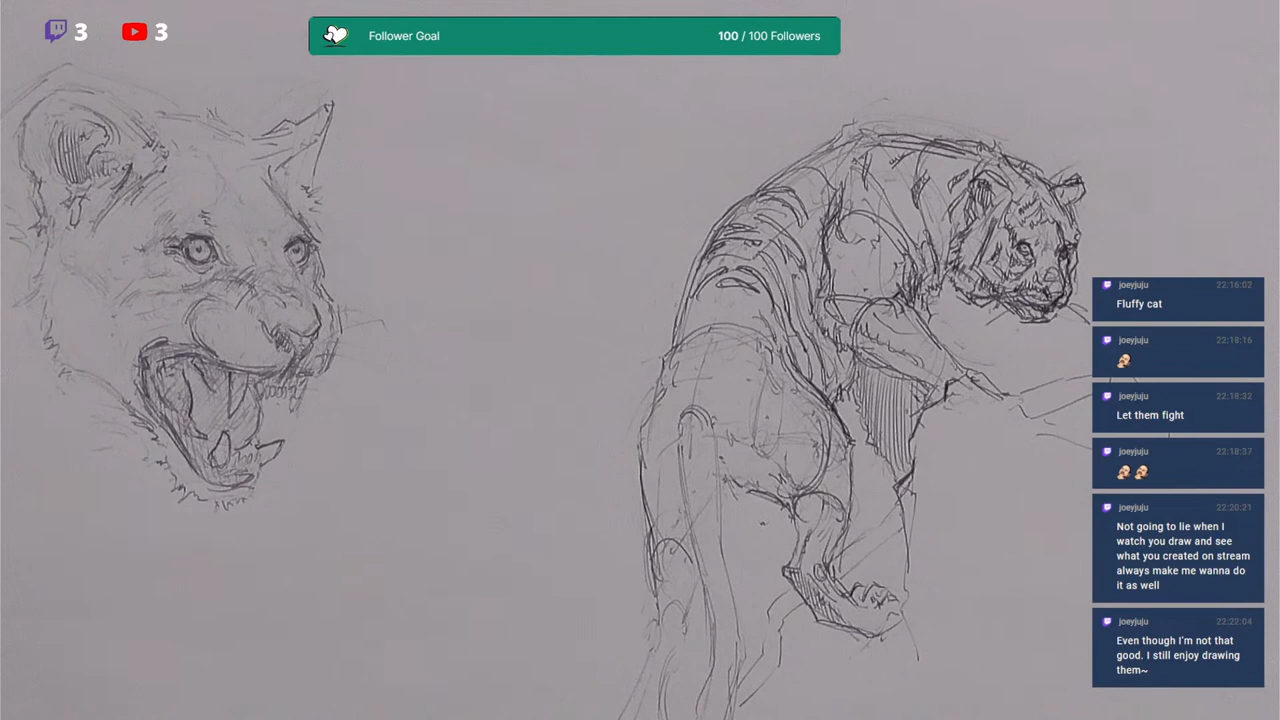 3
3
Follower Goal
100 / 100 Followers
joeyjuju 22:16:02
Fluffy cat
joeyjuju 22:18:16
joeyjuju 22:18:32
Let them fight
joeyjuju 22:18:37
joeyjuju 22:20:21
Not going to lie when I
watch you draw and see
what you created on stream
always make me wanna do
it as well
joeyjuju 22:22:04
Even though I'm not that
good. I still enjoy drawing
them~